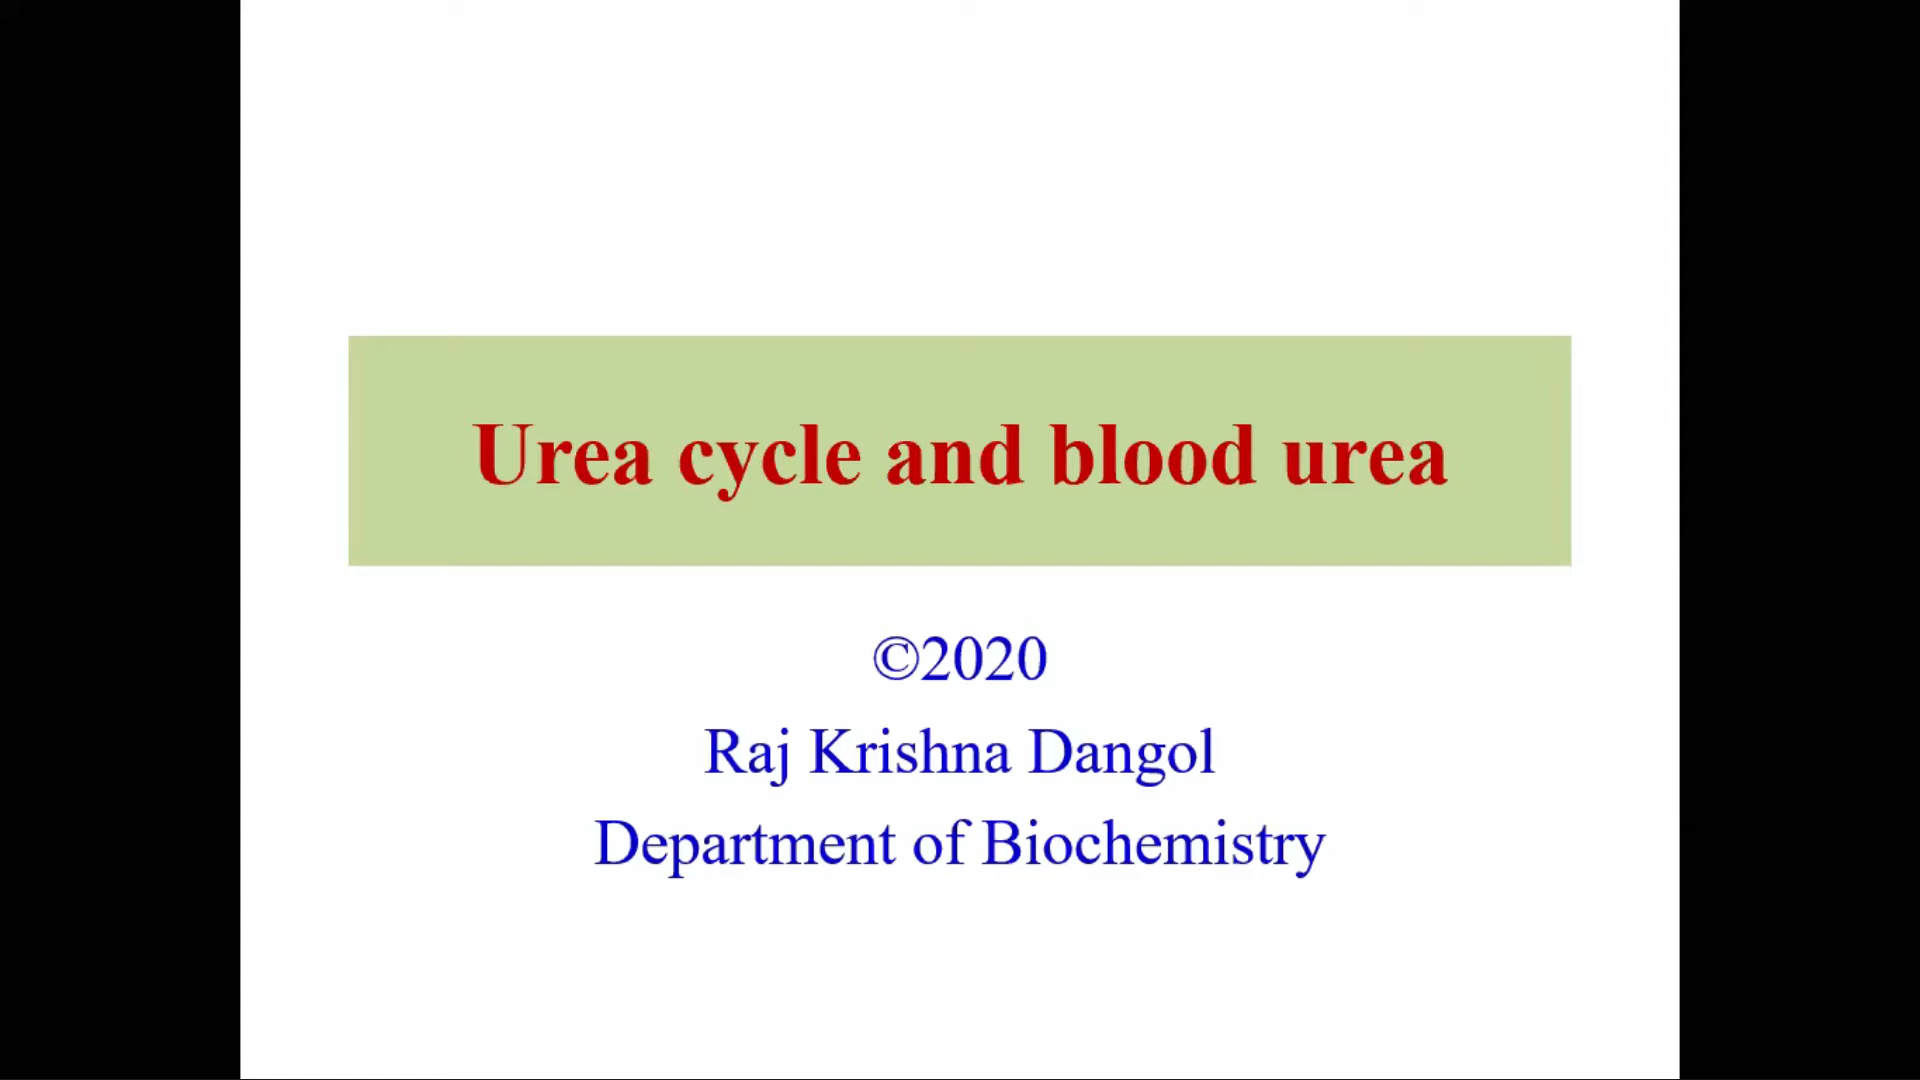 Urea cycle and blood urea
©2020
Raj Krishna Dangol
Department of Biochemistry